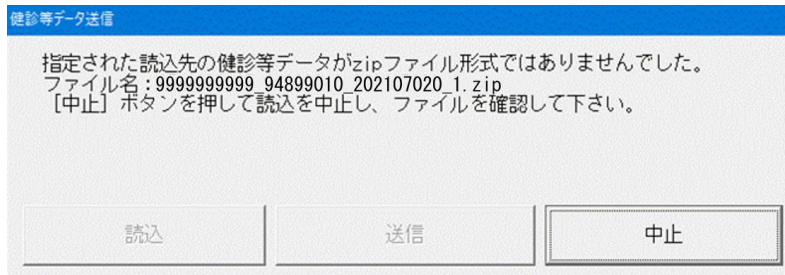 健診等データ送信
指定された読込先の健診等データがzipファイル形式ではありませんでした。
ファイル名：9999999999_94899010_202107020_1.zip
［中止］ボタンを押して読込を中止し、ファイルを確認して下さい。
読込 送信 中止